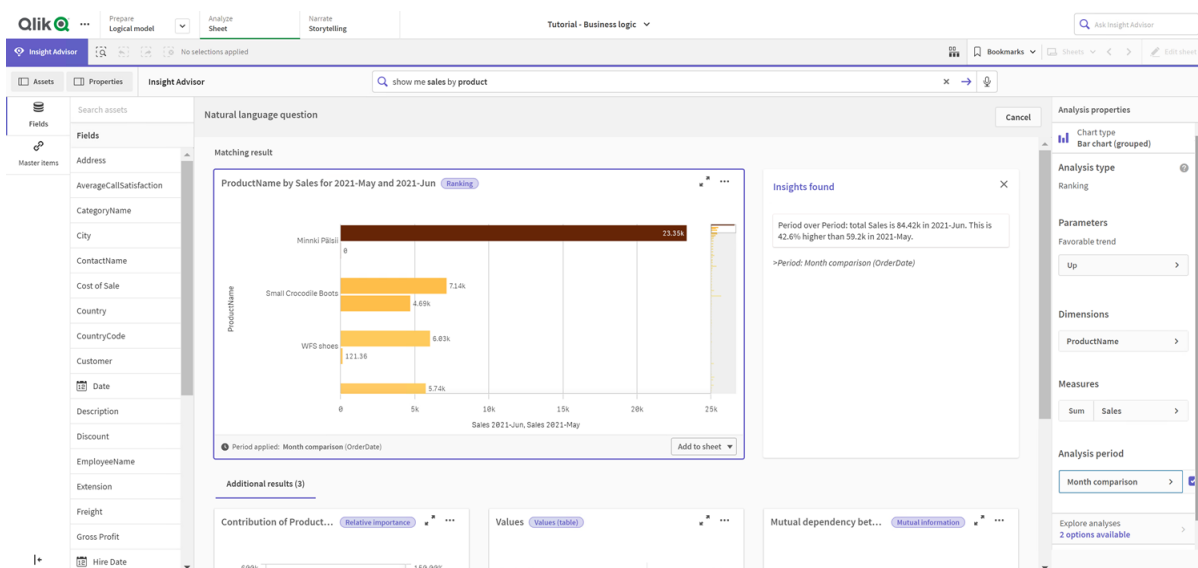 Qlik
Prepare
Logical model
Analyze
Sheet
Narrate
Storytelling
Tutorial - Business logic
Ask Insight Advisor
Insight Advisor
No selections applied
Bookmarks
Sheets
Edit sheet
Assets
Properties
Insight Advisor
show me sales by product
Fields
Master items
Search assets
Fields
Address
AverageCallSatisfaction
CategoryName
City
ContactName
Cost of Sale
Country
CountryCode
Customer
Date
Description
Discount
EmployeeName
Extension
Freight
Gross Profit
Hire Date
Natural language question
Cancel
Matching result
ProductName by Sales for 2021-May and 2021-Jun
Ranking
ProductName
Minnki Pälsii
23.35k
0
Small Crocodile Boots
7.14k
4.69k
WFS shoes
6.03k
121.36
5.74k
0 5k 10k 15k 20k 25k
Sales 2021-Jun, Sales 2021-May
Period applied: Month comparison (OrderDate)
Add to sheet
Insights found
Period over Period: total Sales is 84.42k in 2021-Jun. This is
42.6% higher than 59.2k in 2021-May.
>Period: Month comparison (OrderDate)
Additional results (3)
Contribution of Product...
Relative importance
Values
Values (table)
Mutual dependency bet...
Mutual information
Analysis properties
Chart type
Bar chart (grouped)
Analysis type
Ranking
Parameters
Favorable trend
Up
Dimensions
ProductName
Measures
Sum Sales
Analysis period
Month comparison
Explore analyses
2 options available